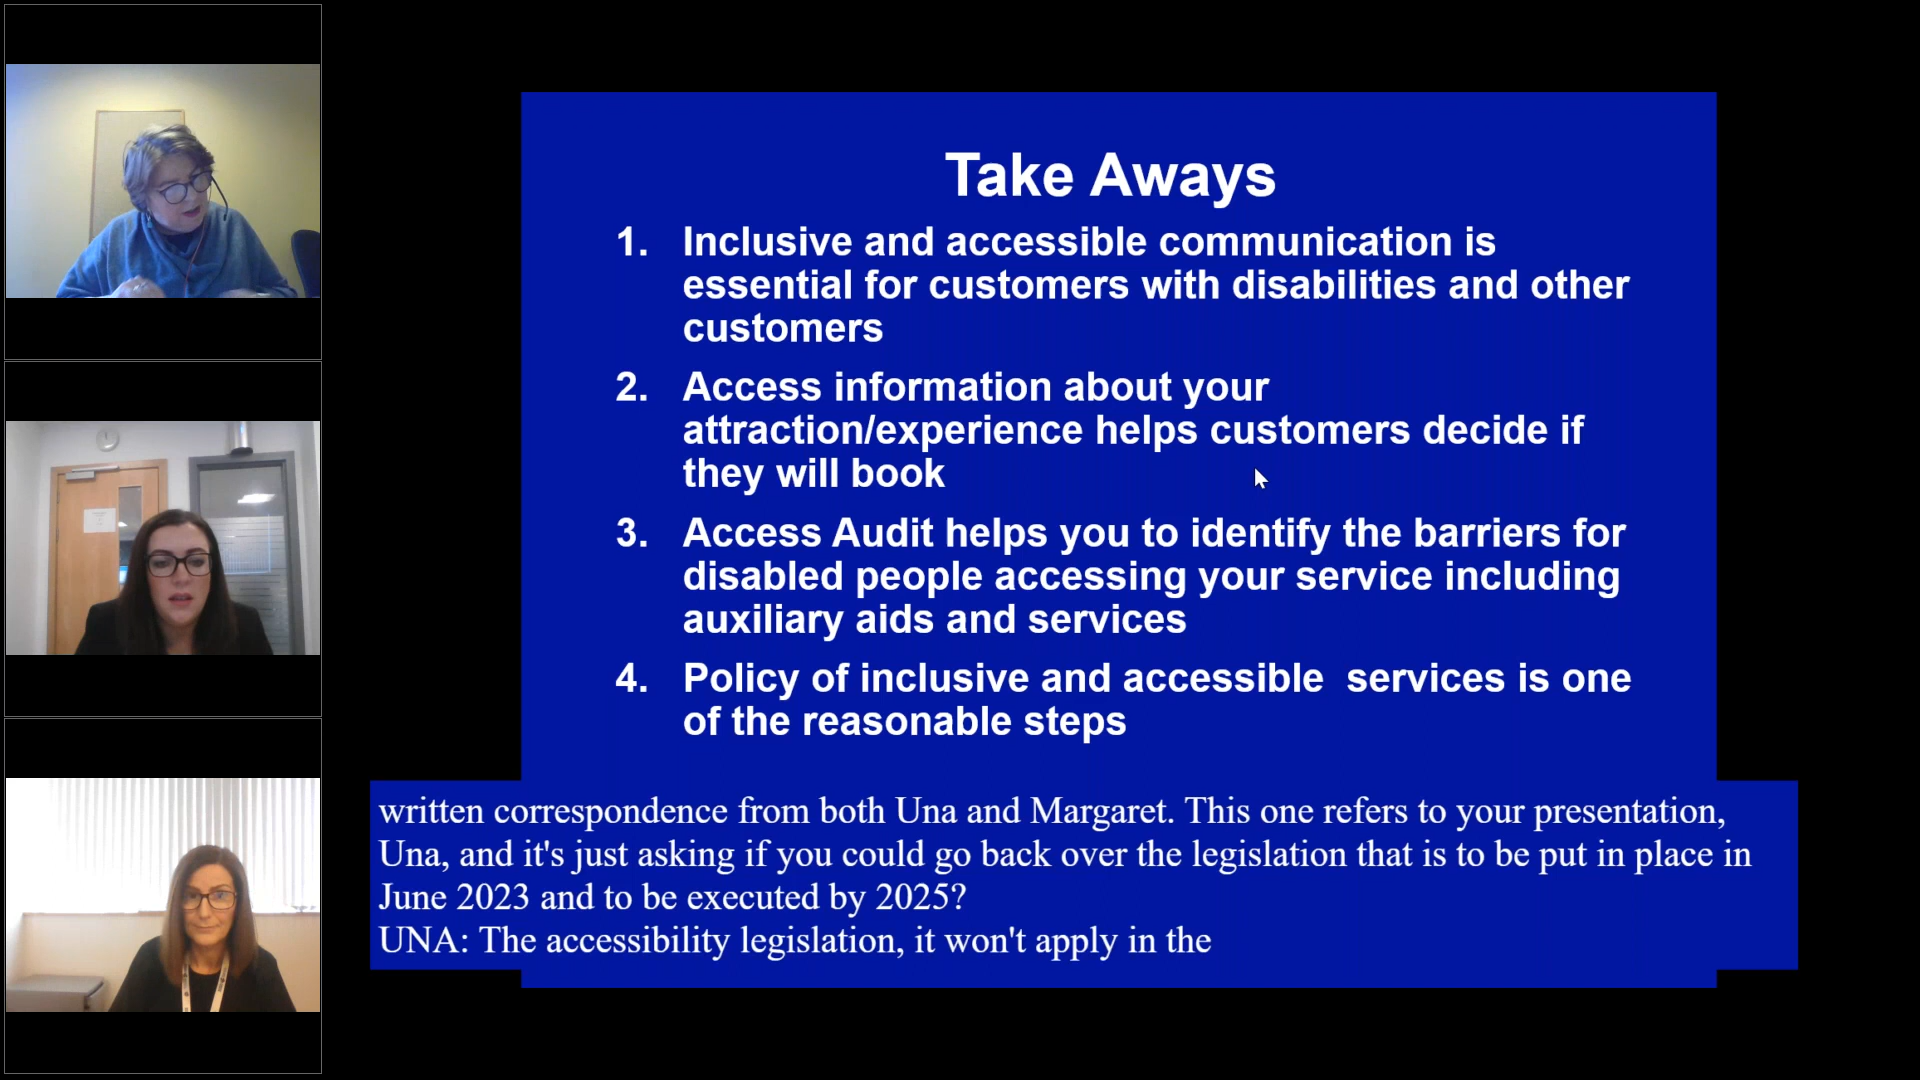 Take Aways
1. Inclusive and accessible communication is
essential for customers with disabilities and other
customers
2. Access information about your
attraction/experience helps customers decide if
they will book
3. Access Audit helps you to identify the barriers for
disabled people accessing your service including
auxiliary aids and services
4. Policy of inclusive and accessible  services is one
of the reasonable steps
written correspondence from both Una and Margaret. This one refers to your presentation,
Una, and it's just asking if you could go back over the legislation that is to be put in place in
June 2023 and to be executed by 2025?
UNA: The accessibility legislation, it won't apply in the